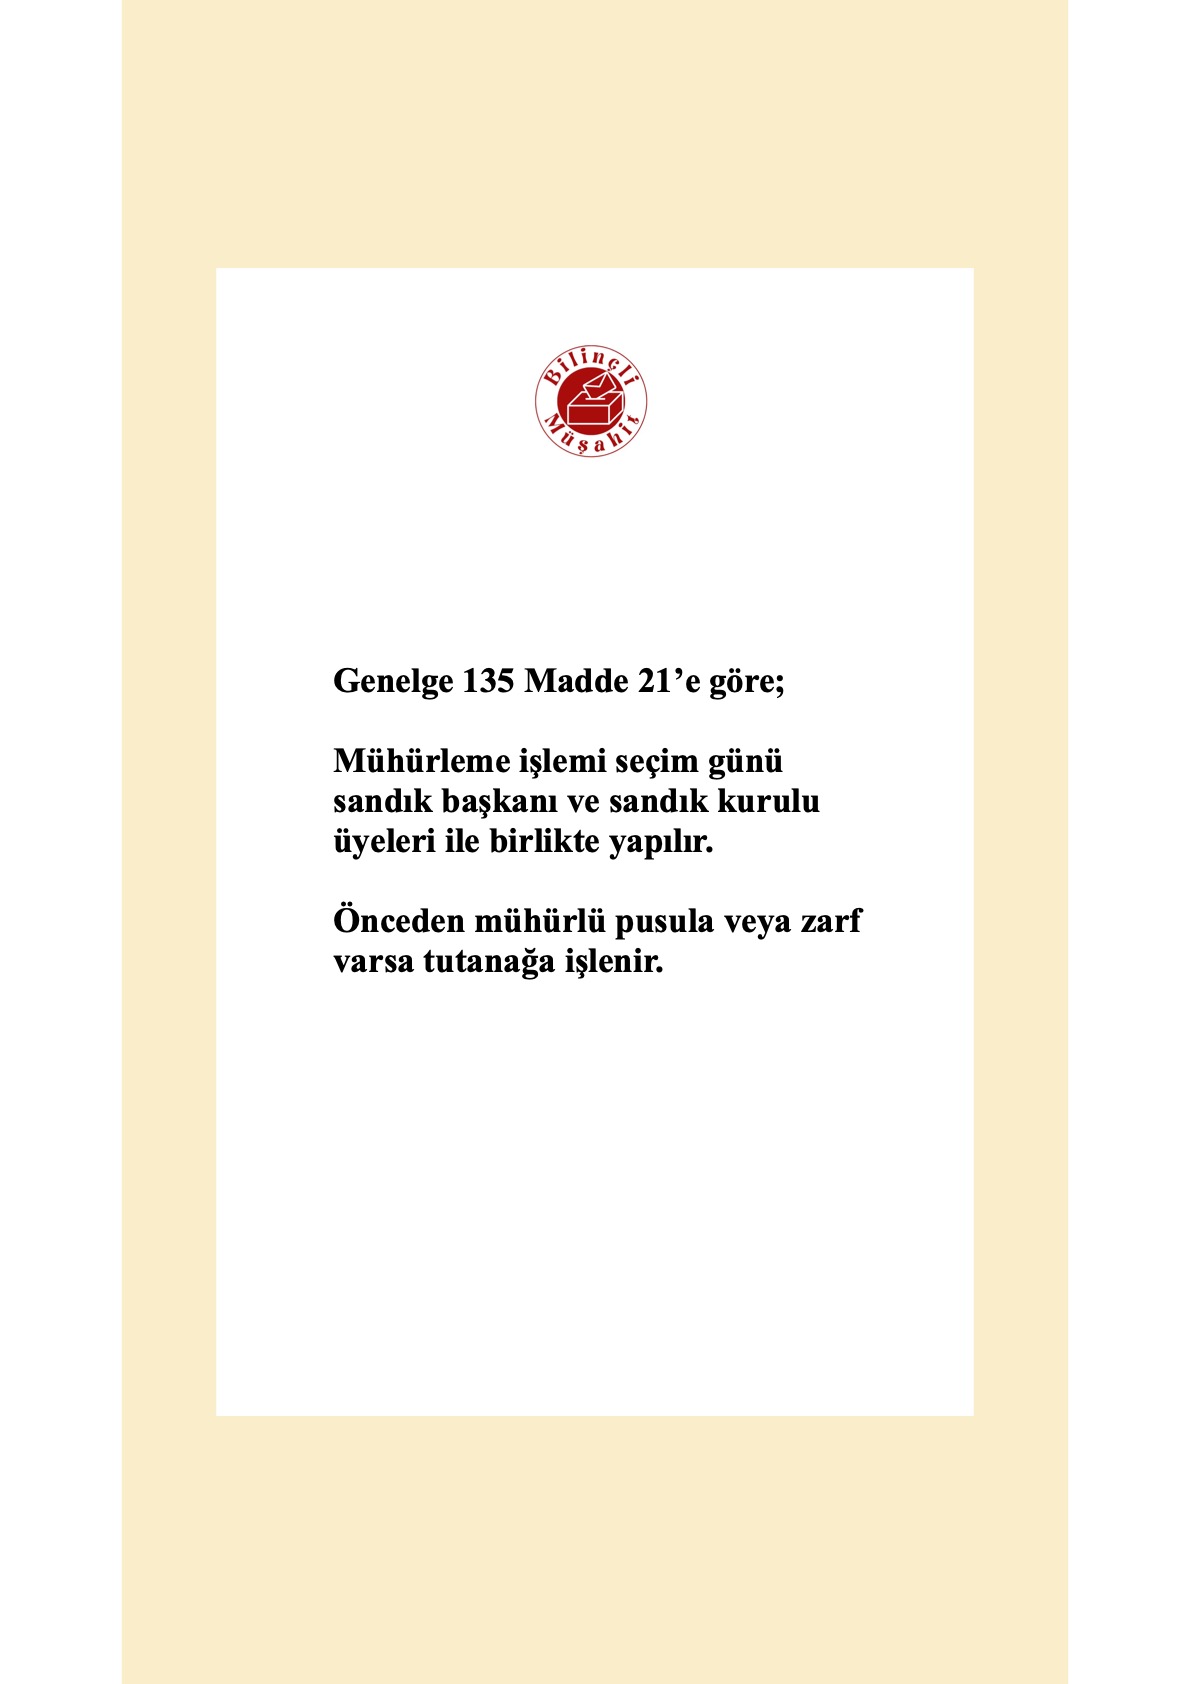 Bilinçli
Müşahit
Genelge 135 Madde 21’e göre;
Mühürleme işlemi seçim günü
sandık başkanı ve sandık kurulu
üyeleri ile birlikte yapılır.
Önceden mühürlü pusula veya zarf
varsa tutanağa işlenir.